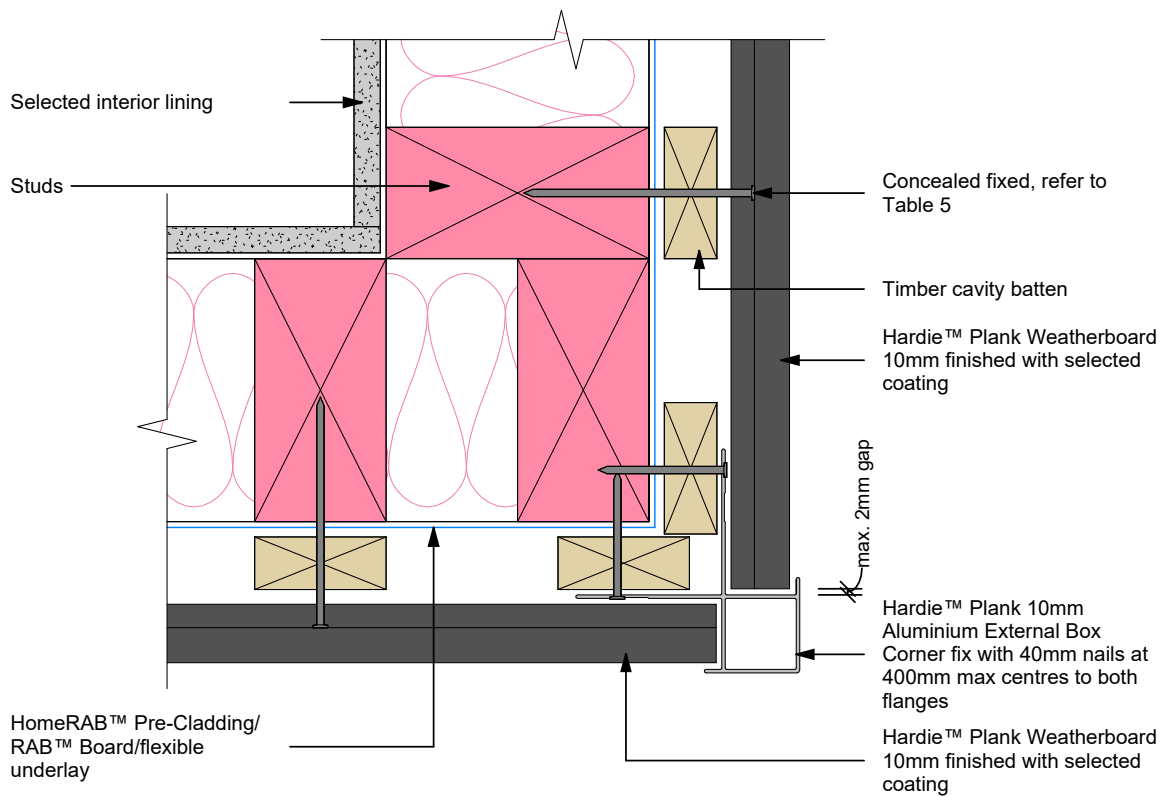 Selected interior lining
Studs
HomeRAB™ Pre-Cladding/
RAB™ Board/flexible
underlay
Concealed fixed, refer to
Table 5
Timber cavity batten
Hardie™ Plank Weatherboard
10mm finished with selected
coating
max. 2mm gap
Hardie™ Plank 10mm
Aluminium External Box
Corner fix with 40mm nails at
400mm max centres to both
flanges
Hardie™ Plank Weatherboard
10mm finished with selected
coating